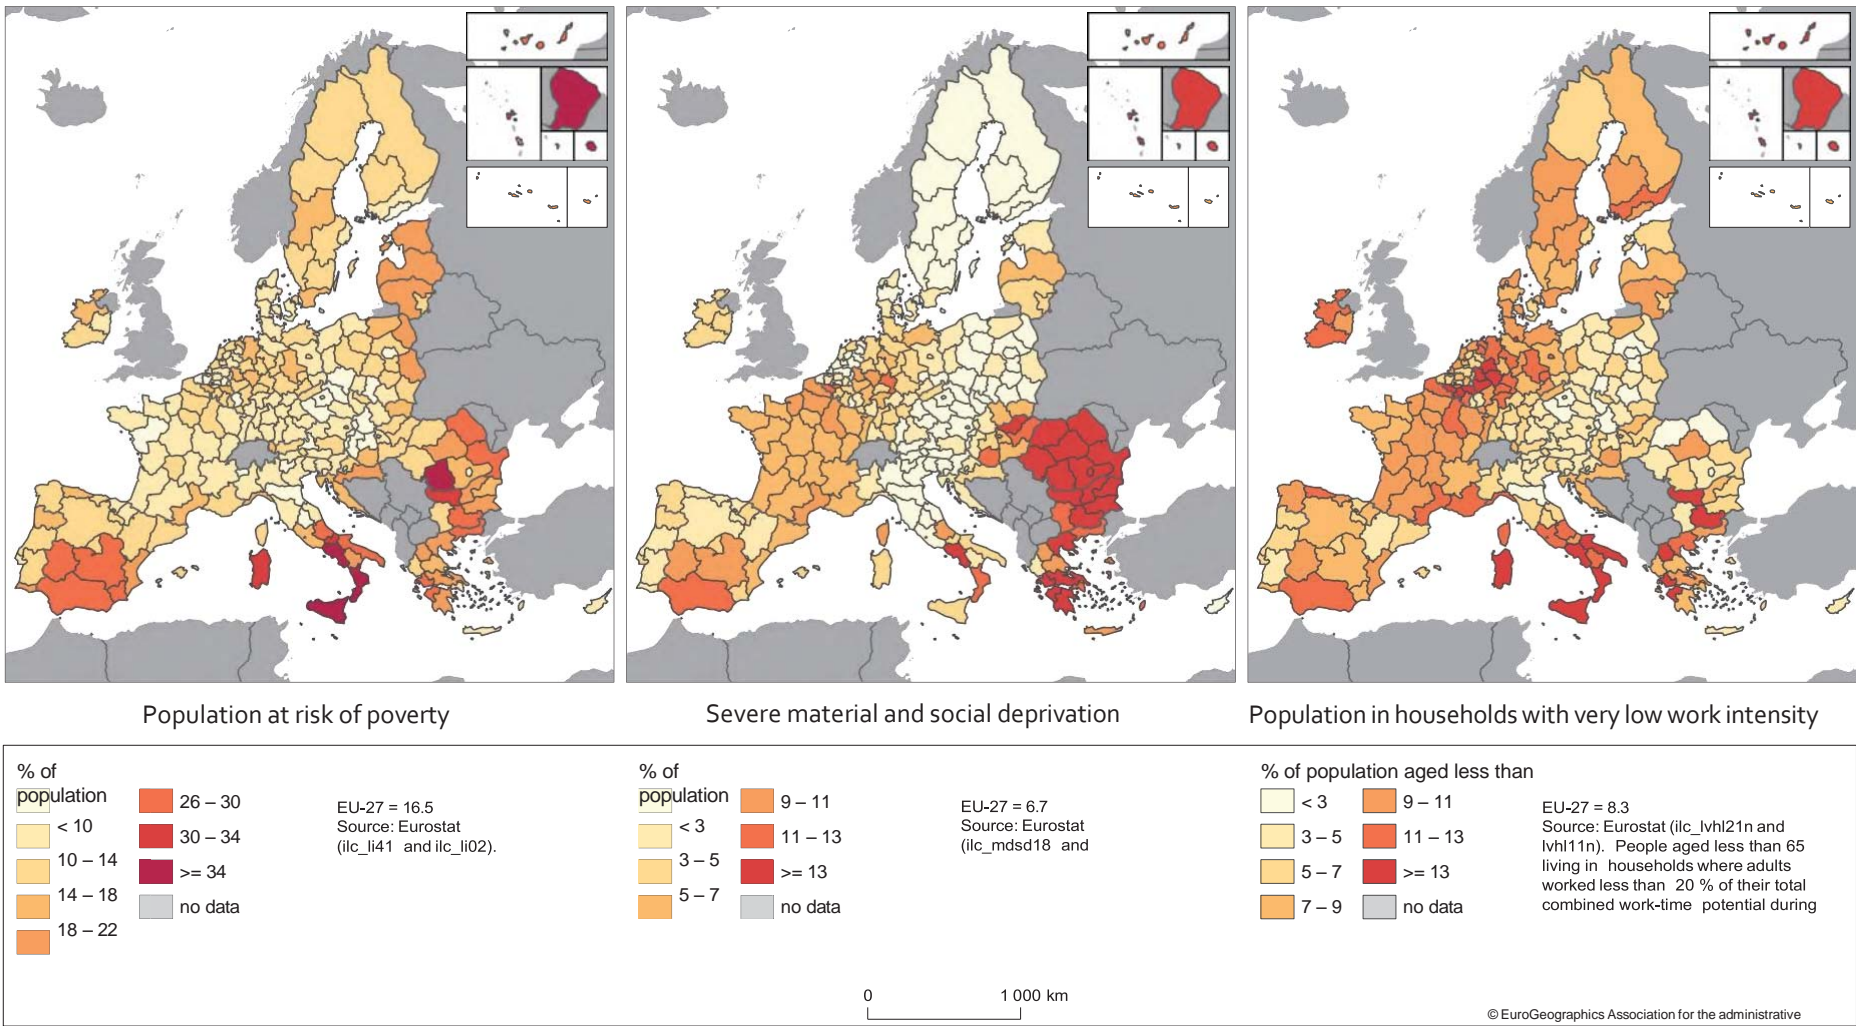 Population at risk of poverty
Severe material and social deprivation
Population in households with very low work intensity
% of
population
< 10
10 – 14
14 – 18
18 – 22
26 – 30
30 – 34
>= 34
no data
EU-27 = 16.5
Source: Eurostat
(ilc_li41 and ilc_li02).
% of
population
< 3
3 – 5
5 – 7
9 – 11
11 – 13
>= 13
no data
EU-27 = 6.7
Source: Eurostat
(ilc_mdsd18 and
% of population aged less than
< 3
3 – 5
5 – 7
7 – 9
9 – 11
11 – 13
>= 13
no data
EU-27 = 8.3
Source: Eurostat (ilc_lvhl21n and
lvhl11n). People aged less than 65
living in households where adults
worked less than 20 % of their total
combined work-time potential during
0 1 000 km
© EuroGeographics Association for the administrative